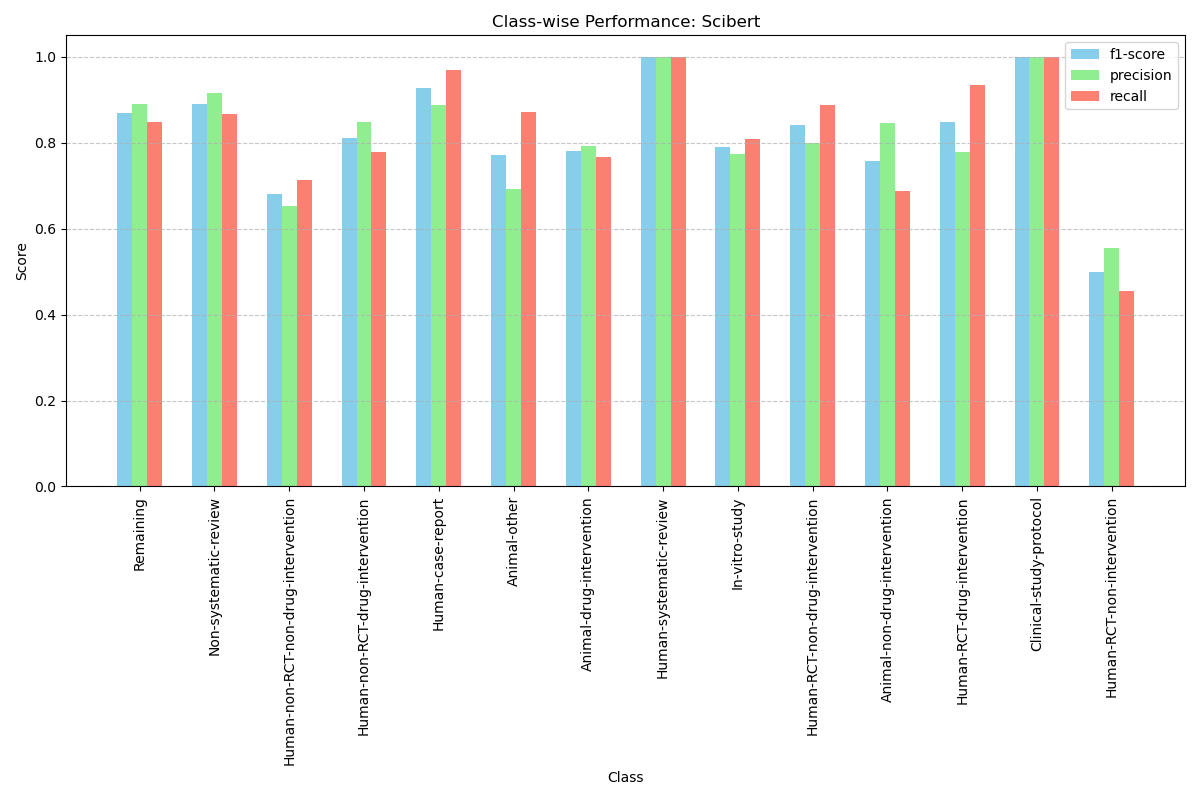 Class-wise Performance: Scibert
f1-score
precision
recall
Score
1.0
0.8
0.6
0.4
0.2
0.0
Remaining
Non-systematic-review
Human-non-RCT-non-drug-intervention
Human-non-RCT-drug-intervention
Human-case-report
Animal-other
Animal-drug-intervention
Human-systematic-review
In-vitro-study
Human-RCT-non-drug-intervention
Animal-non-drug-intervention
Human-RCT-drug-intervention
Clinical-study-protocol
Human-RCT-non-intervention
Class